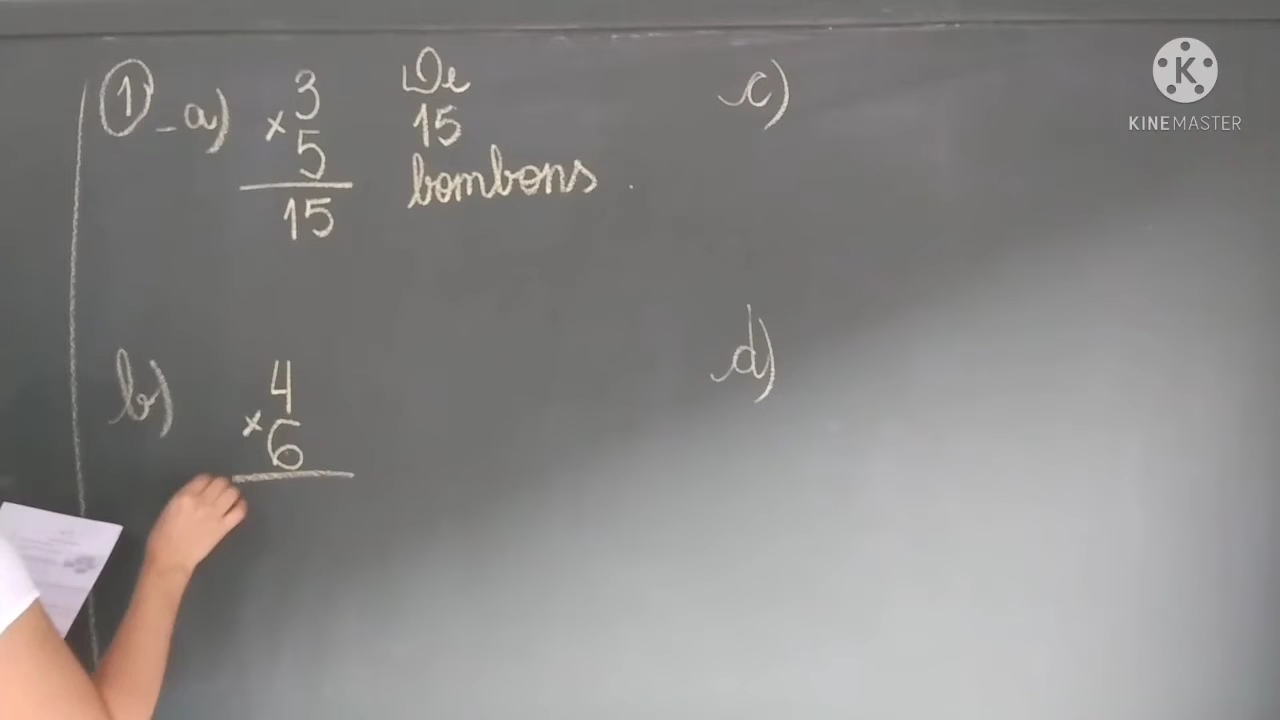 1 - a) 3
× 5
15
De
15
bombons.
b) 4
× 6
c)
d)
K
KINEMASTER